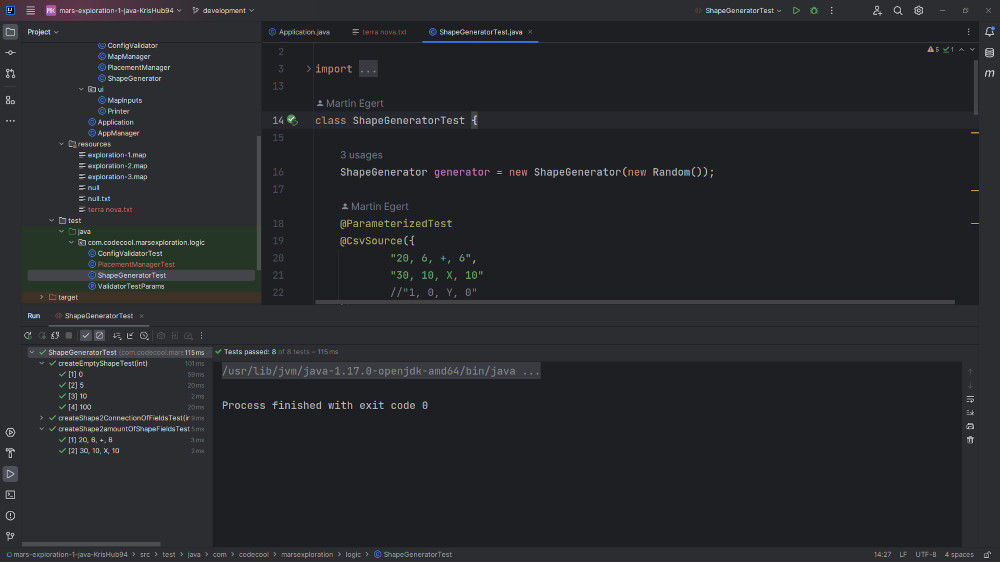 MK mars-exploration-1-java-KrisHub94
development
ShapeGeneratorTest
Project
Application.java
terra nova.txt
ShapeGeneratorTest.java
ConfigValidator
MapManager
PlacementManager
ShapeGenerator
ui
MapInputs
Printer
Application
AppManager
resources
exploration-1.map
exploration-2.map
exploration-3.map
null
null.txt
terra nova.txt
test
java
com.codecool.marsexploration.logic
ConfigValidatorTest
PlacementManagerTest
ShapeGeneratorTest
ValidatorTestParams
target
5 1
2
3 import ...
13
Martin Egert
14 class ShapeGeneratorTest {
15
3 usages
16 ShapeGenerator generator = new ShapeGenerator(new Random());
17
Martin Egert
18 @ParameterizedTest
19 @CsvSource({
20 "20, 6, +, 6",
21 "30, 10, X, 10"
22 //"1, 0, Y, 0"
Run
ShapeGeneratorTest
ShapeGeneratorTest (com.codecool.mars 115 ms
createEmptyShapeTest(int) 101 ms
[1] 0
[2] 5 20 ms
[3] 10 2 ms
[4] 100 20 ms
createShape2ConnectionOfFieldsTest(ir 9 ms
createShape2amountOfShapeFieldsTest
[1] 20, 6, +, 6 3 ms
[2] 30, 10, X, 10
Tests passed: 8 of 8 tests – 115 ms
/usr/lib/jvm/java-1.17.0-openjdk-amd64/bin/java ...
Process finished with exit code 0
mars-exploration-1-java-KrisHub94 > src > test > java > com > codecool > marsexploration > logic > ShapeGeneratorTest
14:27 LF UTF-8 4 spaces